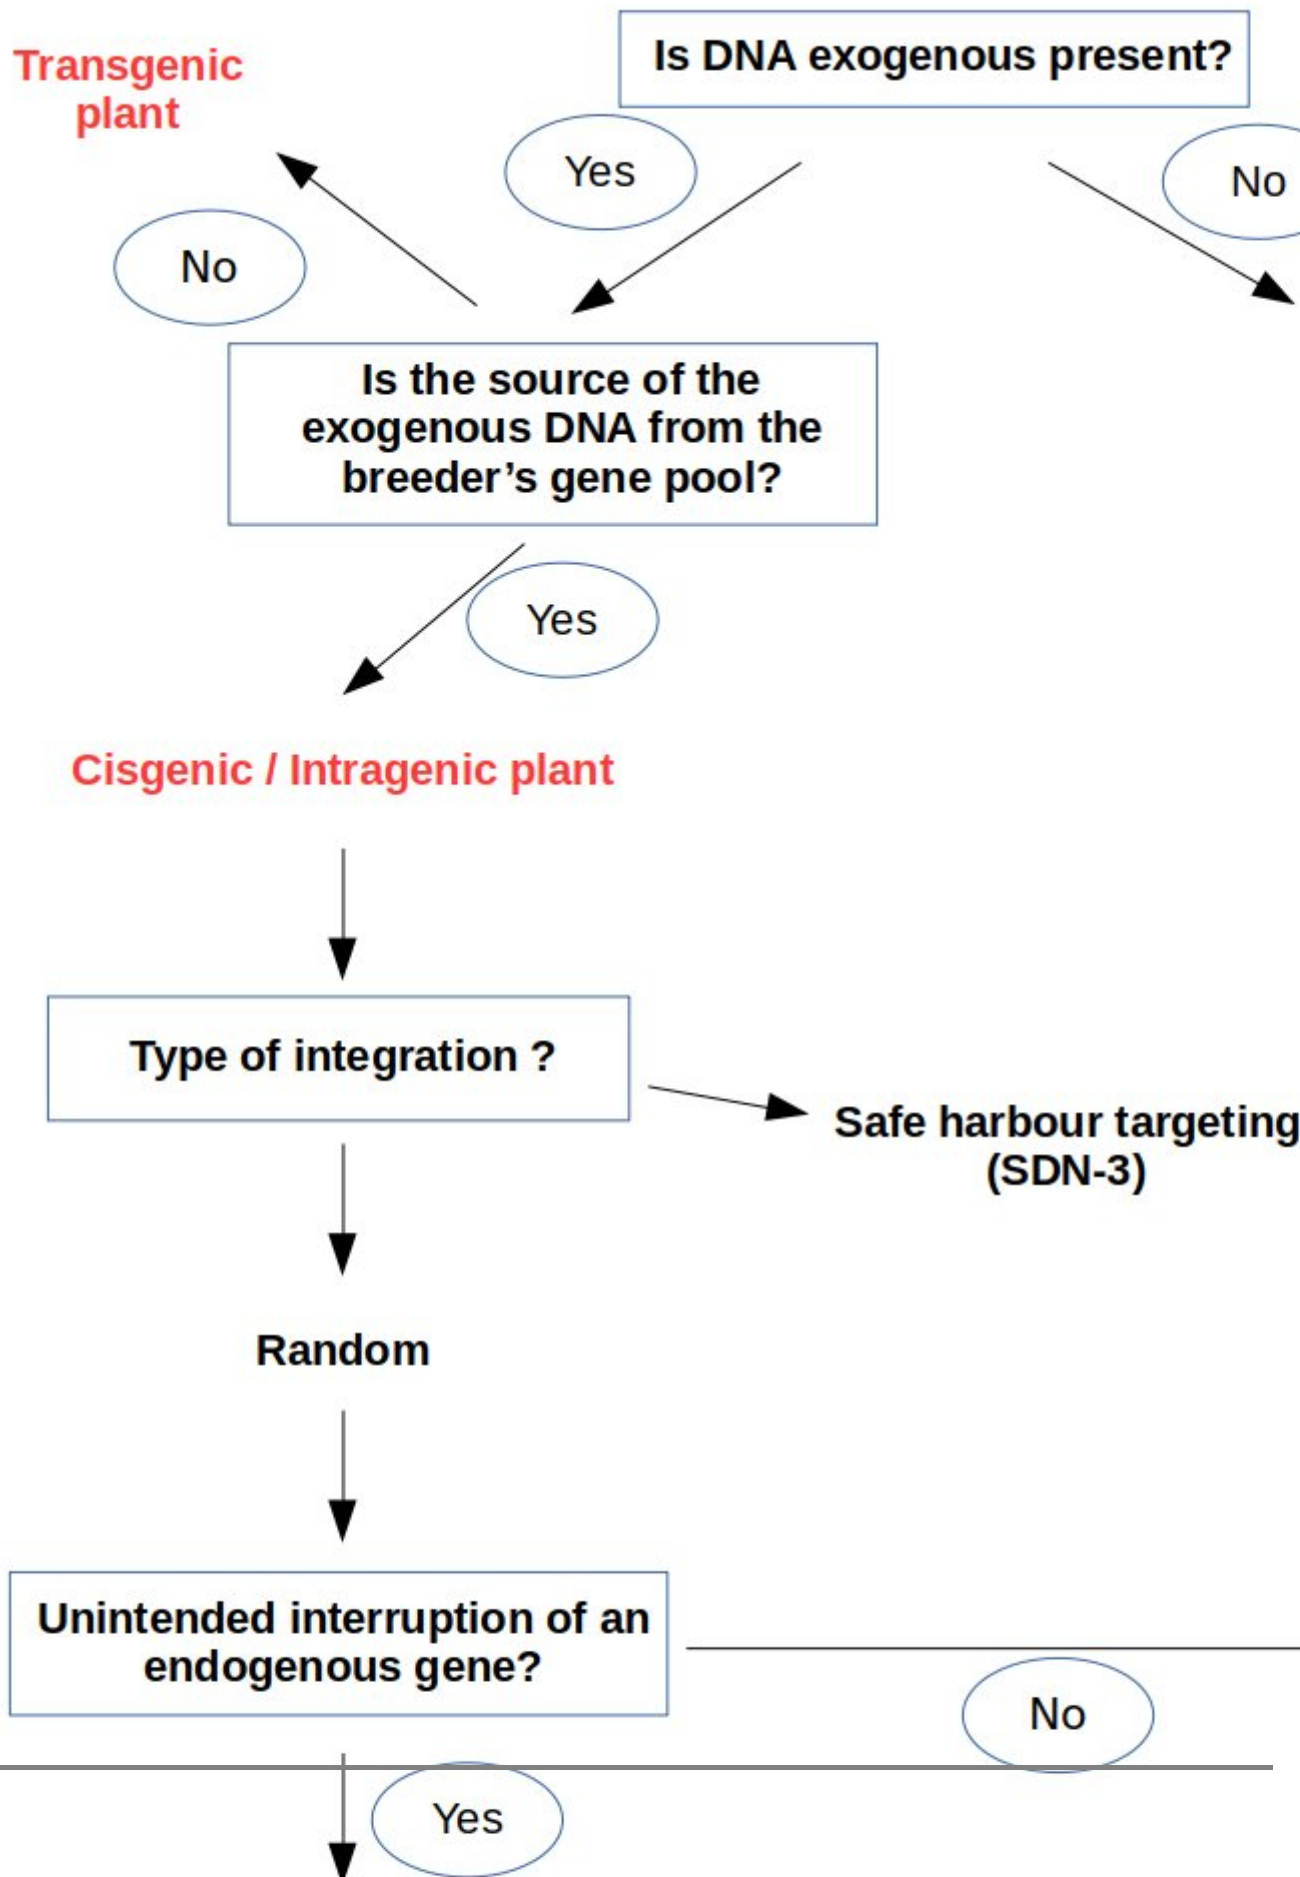 Is DNA exogenous present?
Transgenic
plant
Yes
No
No
Is the source of the
exogenous DNA from the
breeder’s gene pool?
Yes
Cisgenic / Intragenic plant
Type of integration ?
Safe harbour targeting
(SDN-3)
Random
Unintended interruption of an
endogenous gene?
No
Yes